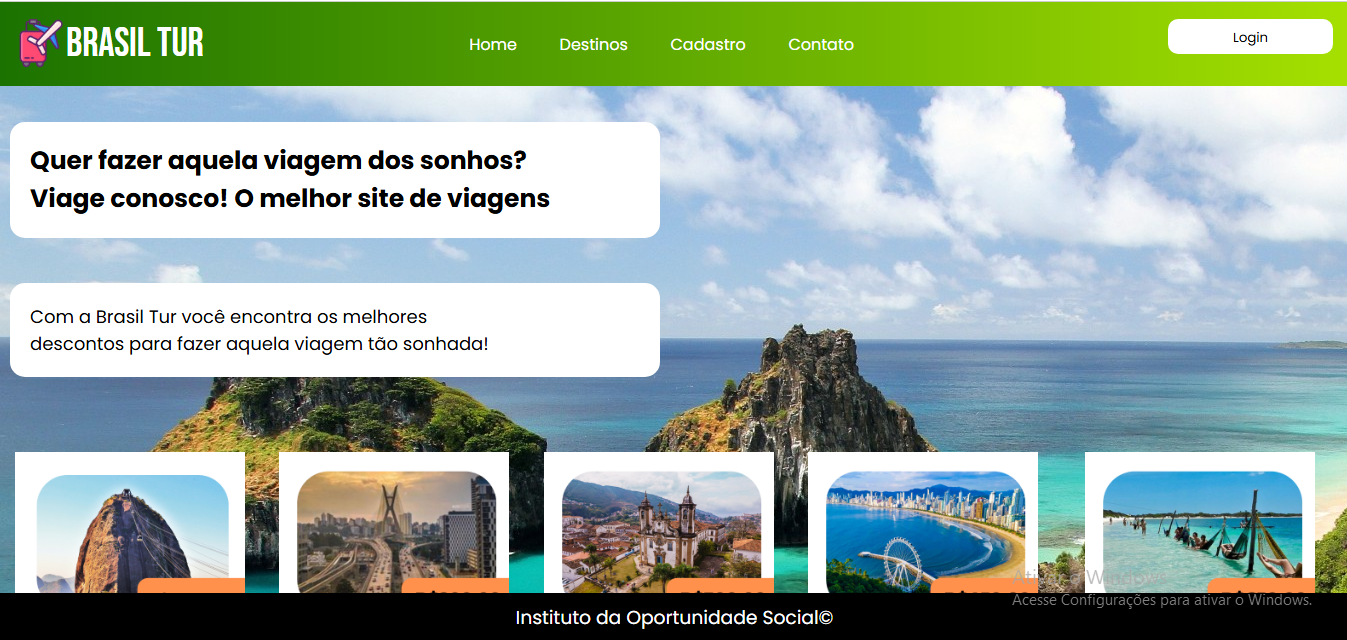 BRASIL TUR
Home
Destinos
Cadastro
Contato
Login
Quer fazer aquela viagem dos sonhos?
Viage conosco! O melhor site de viagens
Com a Brasil Tur você encontra os melhores
descontos para fazer aquela viagem tão sonhada!
Windows
Acesse Configurações para ativar o Windows.
Instituto da Oportunidade Social©